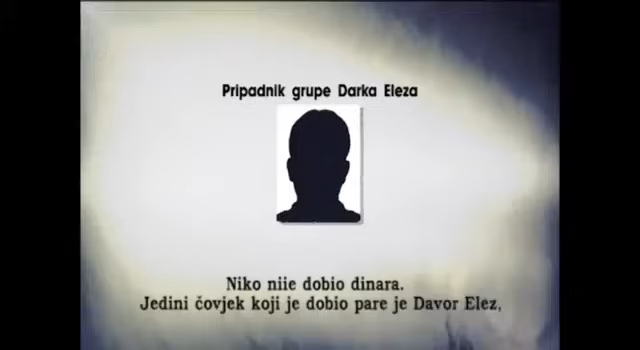 Pripadnik grupe Darka Eleza
Niko niie dobio dinara.
Jedini čovjek koji je dobio pare je Davor Elez,